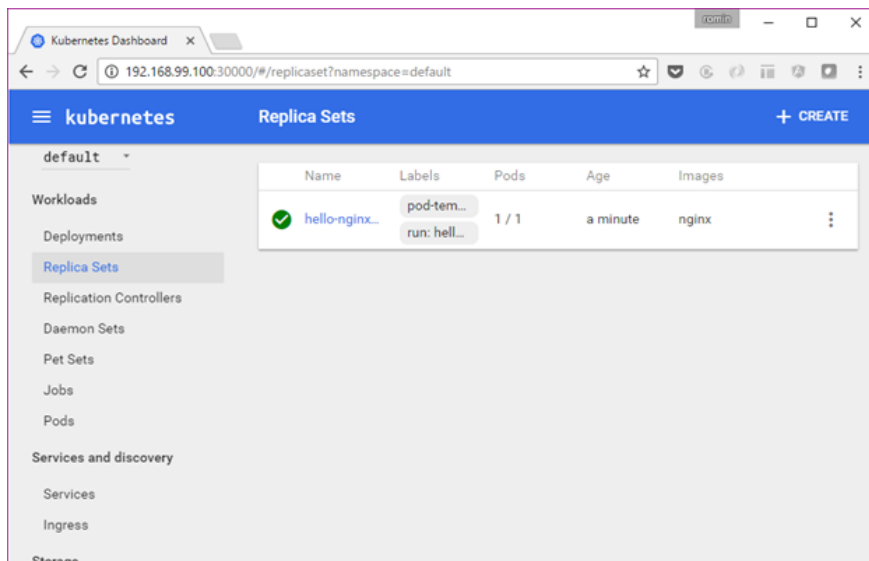 romin
Kubernetes Dashboard
192.168.99.100:30000/#/replicaset?namespace=default
kubernetes
Replica Sets
+ CREATE
default
Workloads
Deployments
Replica Sets
Replication Controllers
Daemon Sets
Pet Sets
Jobs
Pods
Services and discovery
Services
Ingress
Storage
Name Labels Pods Age Images
hello-nginx... pod-tem... 1 / 1 a minute nginx
run: hell...